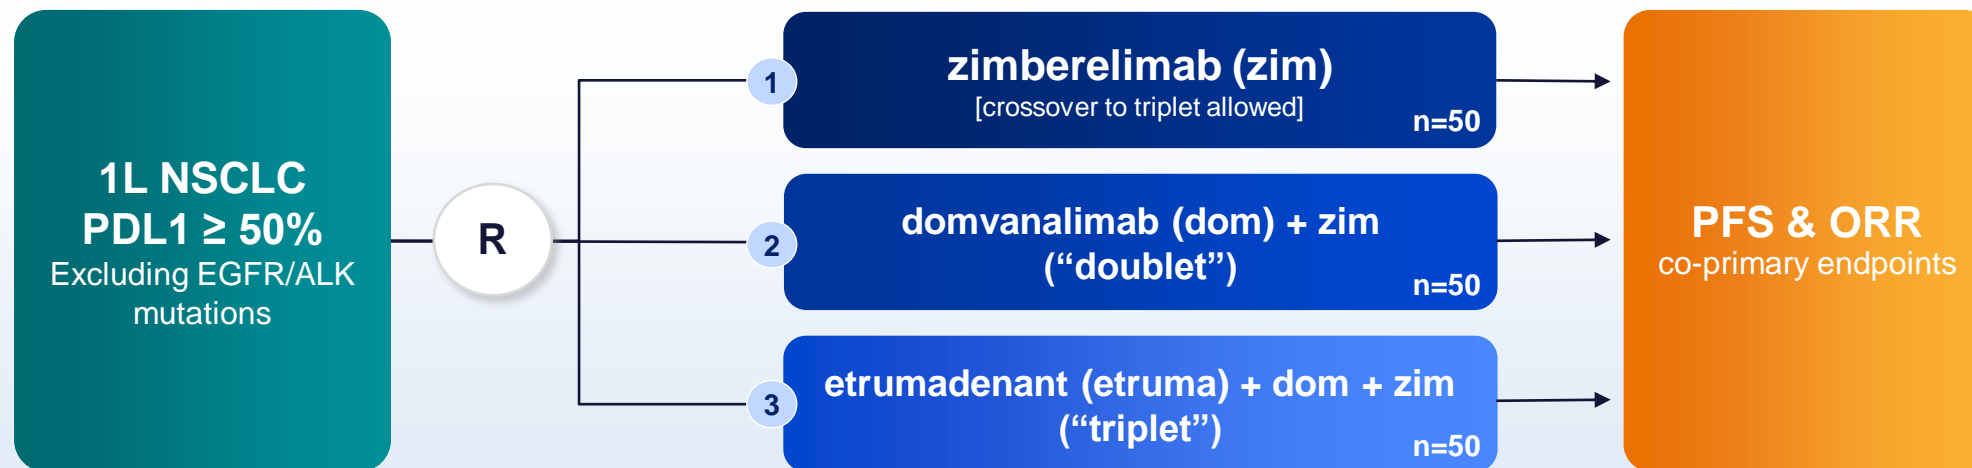 1L NSCLC
PDL1 ≥ 50%
Excluding EGFR/ALK
mutations
R
1
zimberelimab (zim)
[crossover to triplet allowed]
n=50
2
domvanalimab (dom) + zim
(“doublet”)
n=50
3
etrumadenant (etruma) + dom + zim
(“triplet”)
n=50
PFS & ORR
co-primary endpoints